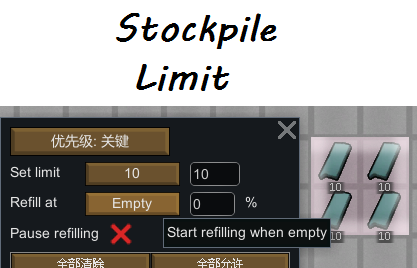 Stockpile
Limit
优先级: 关键
Set limit 10 10
Refill at Empty 0 %
Pause refilling
Start refilling when empty
全部清除 全部允许
10 10
10 10